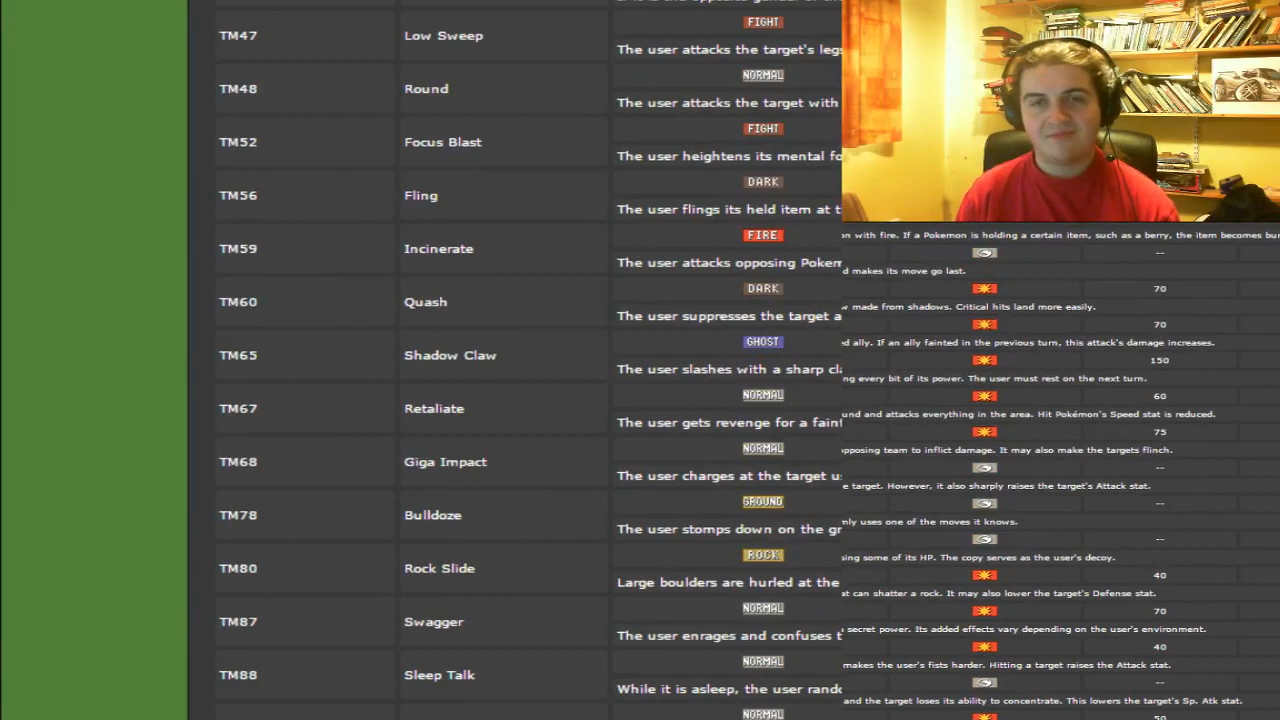 FIGHT
TM47 Low Sweep
The user attacks the target's legs
NORMAL
TM48 Round
The user attacks the target with
FIGHT
TM52 Focus Blast
The user heightens its mental fo
DARK
TM56 Fling
The user flings its held item at t
FIRE
TM59 Incinerate
The user attacks opposing Pokem
DARK
TM60 Quash
The user suppresses the target a
GHOST
TM65 Shadow Claw
The user slashes with a sharp cla
NORMAL
TM67 Retaliate
The user gets revenge for a faint
NORMAL
TM68 Giga Impact
The user charges at the target u
GROUND
TM78 Bulldoze
The user stomps down on the gr
ROCK
TM80 Rock Slide
Large boulders are hurled at the
NORMAL
TM87 Swagger
The user enrages and confuses t
NORMAL
TM88 Sleep Talk
While it is asleep, the user rando
NORMAL
on with fire. If a Pokemon is holding a certain item, such as a berry, the item becomes bur
--
d makes its move go last.
70
w made from shadows. Critical hits land more easily.
70
ed ally. If an ally fainted in the previous turn, this attack's damage increases.
150
ng every bit of its power. The user must rest on the next turn.
60
und and attacks everything in the area. Hit Pokémon's Speed stat is reduced.
75
opposing team to inflict damage. It may also make the targets flinch.
--
e target. However, it also sharply raises the target's Attack stat.
--
mly uses one of the moves it knows.
--
sing some of its HP. The copy serves as the user's decoy.
40
at can shatter a rock. It may also lower the target's Defense stat.
70
secret power. Its added effects vary depending on the user's environment.
40
makes the user's fists harder. Hitting a target raises the Attack stat.
--
and the target loses its ability to concentrate. This lowers the target's Sp. Atk stat.
50